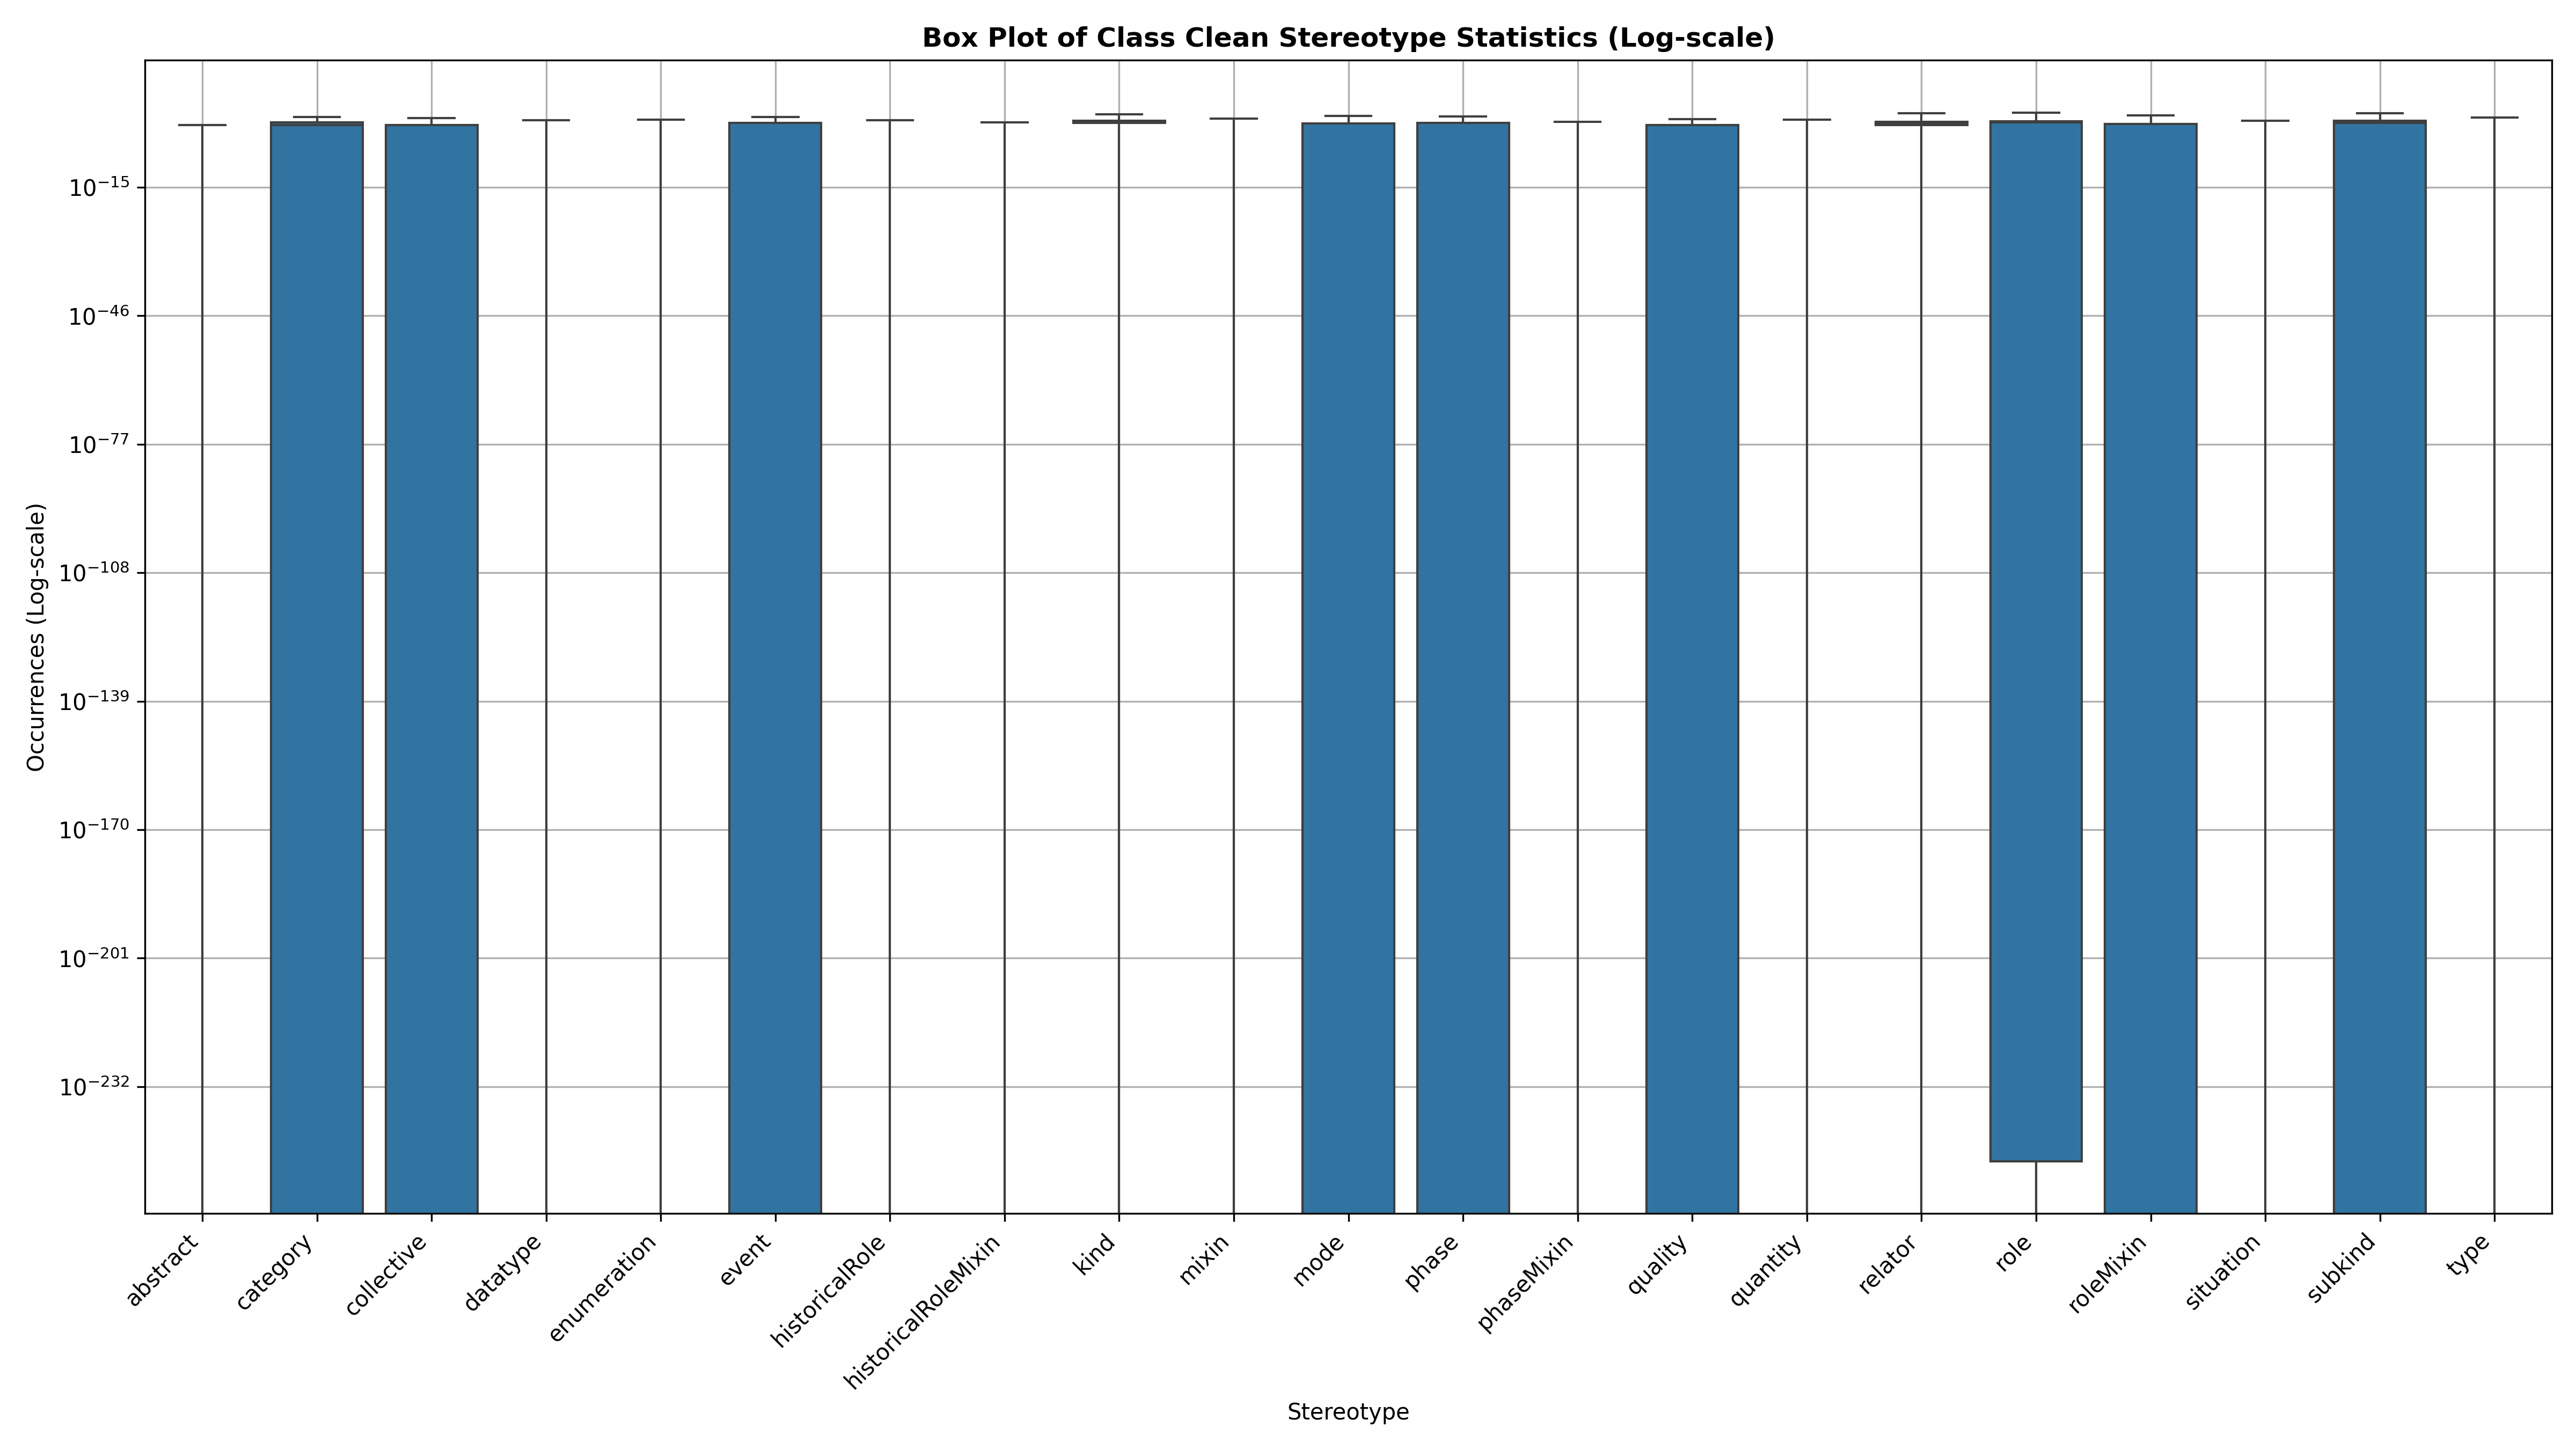 Box Plot of Class Clean Stereotype Statistics (Log-scale)
Occurrences (Log-scale)
10⁻¹⁵
10⁻⁴⁶
10⁻⁷⁷
10⁻¹⁰⁸
10⁻¹³⁹
10⁻¹⁷⁰
10⁻²⁰¹
10⁻²³²
abstract
category
collective
datatype
enumeration
event
historicalRole
historicalRoleMixin
kind
mixin
mode
phase
phaseMixin
quality
quantity
relator
role
roleMixin
situation
subkind
type
Stereotype